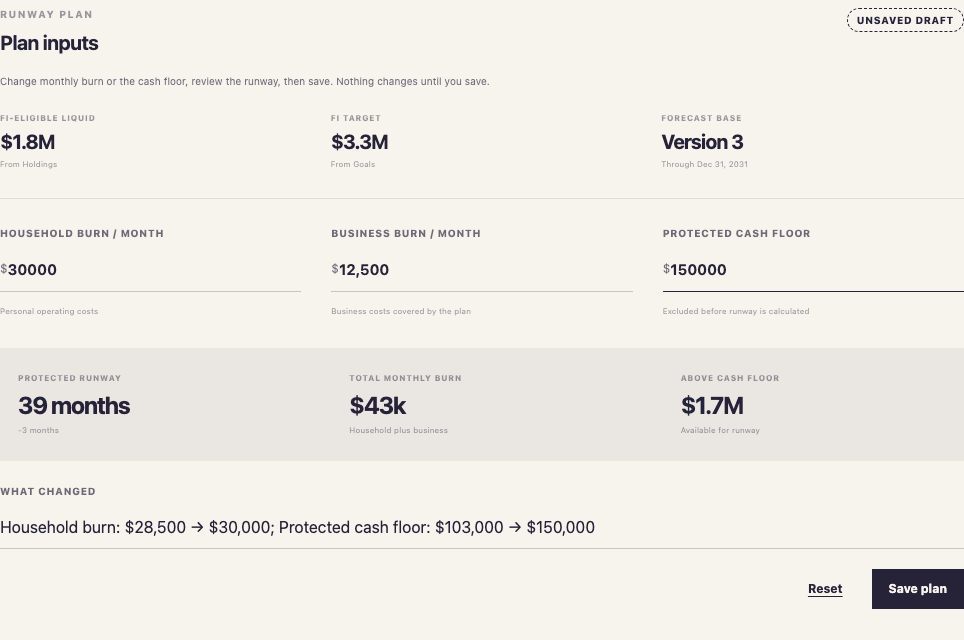 RUNWAY PLAN
UNSAVED DRAFT
Plan inputs
Change monthly burn or the cash floor, review the runway, then save. Nothing changes until you save.
FI-ELIGIBLE LIQUID
FI TARGET
FORECAST BASE
$1.8M
$3.3M
Version 3
From Holdings
From Goals
Through Dec 31, 2031
HOUSEHOLD BURN / MONTH
BUSINESS BURN / MONTH
PROTECTED CASH FLOOR
$30000
$12,500
$150000
Personal operating costs
Business costs covered by the plan
Excluded before runway is calculated
PROTECTED RUNWAY
TOTAL MONTHLY BURN
ABOVE CASH FLOOR
39 months
$43k
$1.7M
-3 months
Household plus business
Available for runway
WHAT CHANGED
Household burn: $28,500 → $30,000; Protected cash floor: $103,000 → $150,000
Reset
Save plan